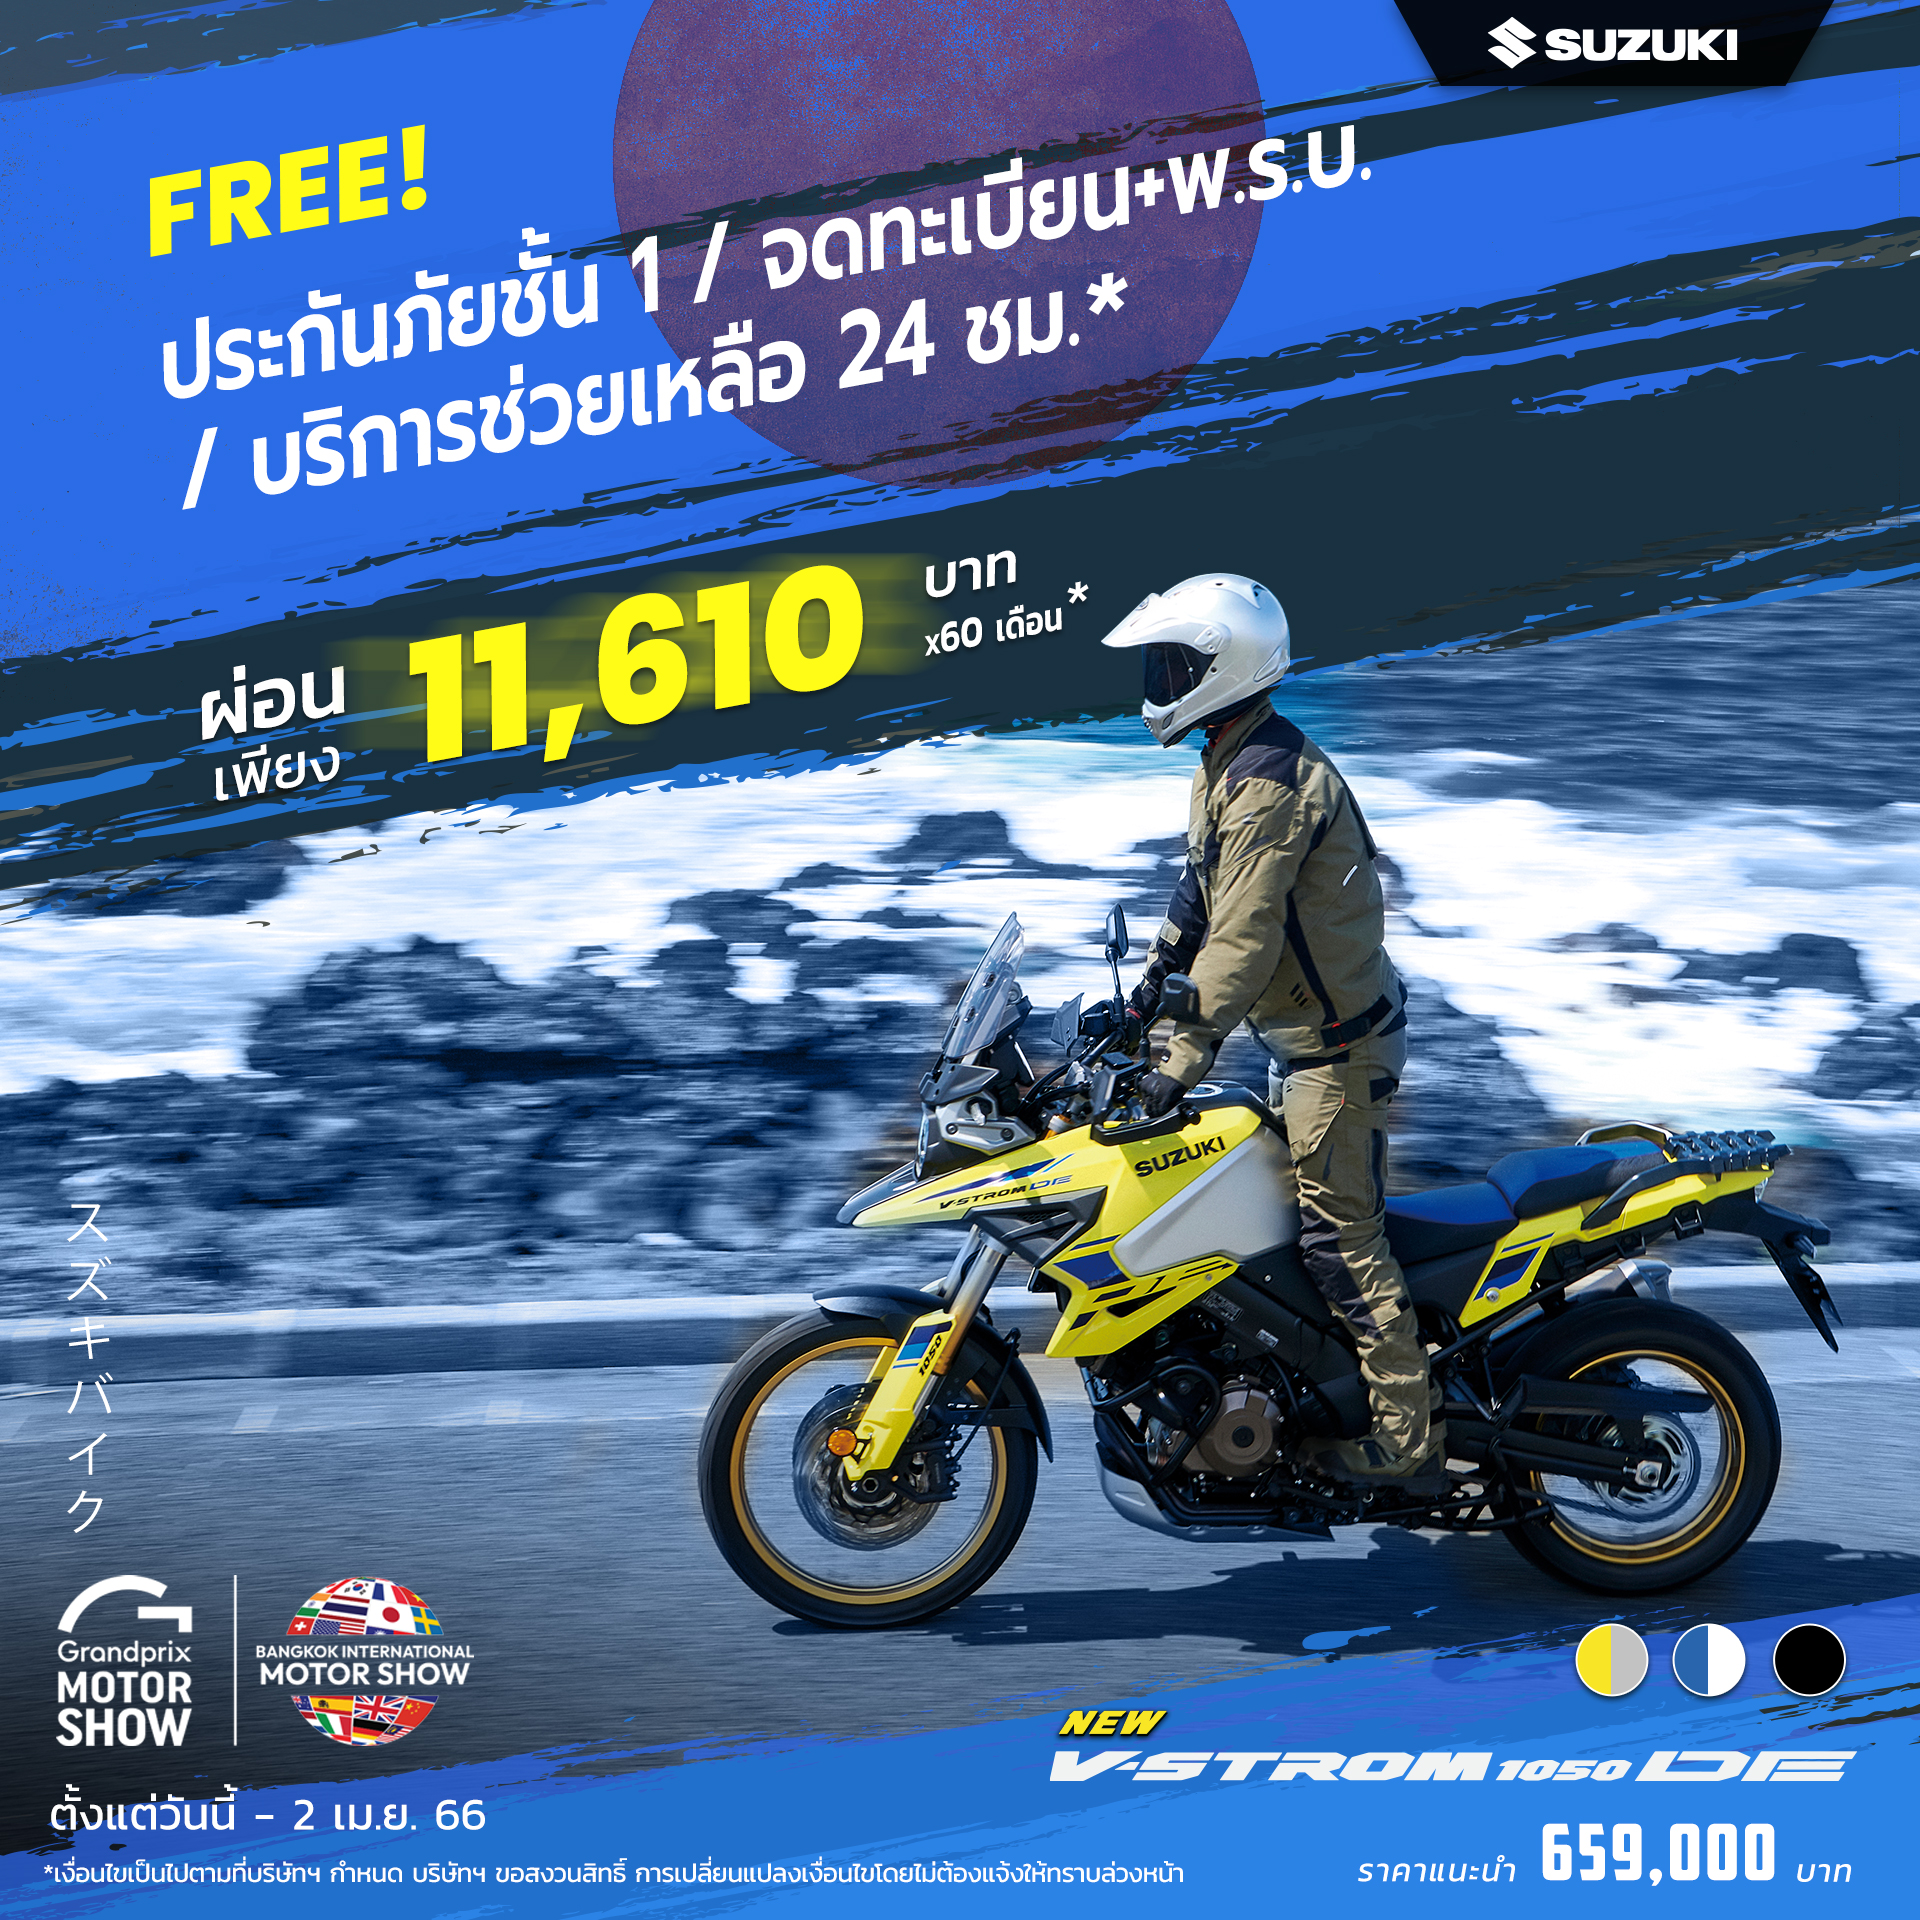 SUZUKI
FREE!
ประกันภัยชั้น 1 / จดทะเบียน+พ.ร.บ.
/ บริการช่วยเหลือ 24 ชม.*
ผ่อน
เพียง
11,610
บาท
x60 เดือน*
SUZUKI
V-STROM DE
1050
スズキバイク
Grandprix
MOTOR
SHOW
BANGKOK INTERNATIONAL
MOTOR SHOW
ตั้งแต่วันนี้ - 2 เม.ย. 66
*เงื่อนไขเป็นไปตามที่บริษัทฯ กำหนด บริษัทฯ ขอสงวนสิทธิ์ การเปลี่ยนแปลงเงื่อนไขโดยไม่ต้องแจ้งให้ทราบล่วงหน้า
NEW
V-STROM 1050 DE
ราคาแนะนำ 659,000 บาท